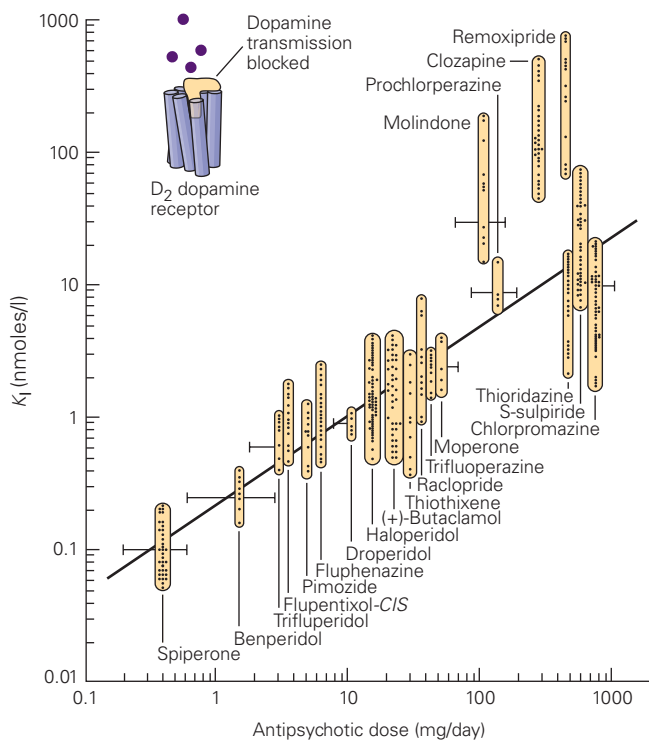 1000
100
10
1
0.1
0.01
K_I (nmoles/l)
Dopamine
transmission
blocked
D2 dopamine
receptor
Remoxipride
Clozapine
Prochlorperazine
Molindone
Thioridazine
S-sulpiride
Chlorpromazine
Moperone
Trifluoperazine
Raclopride
Thiothixene
(+)-Butaclamol
Haloperidol
Droperidol
Fluphenazine
Pimozide
Flupentixol-CIS
Trifluperidol
Benperidol
Spiperone
0.1 1 10 100 1000
Antipsychotic dose (mg/day)